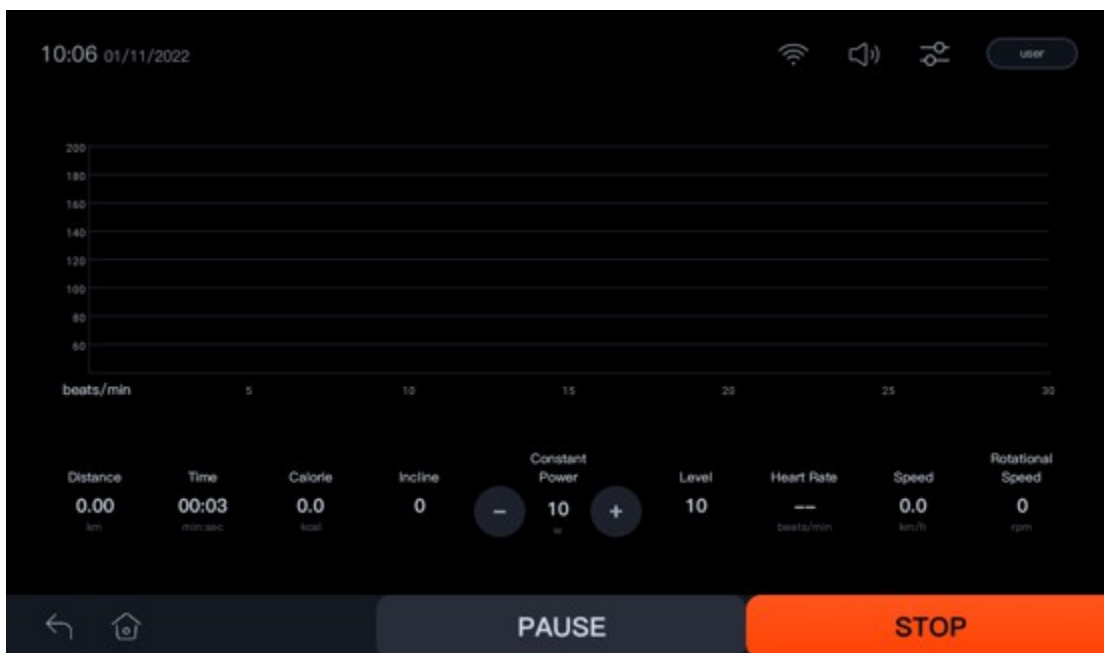 10:06 01/11/2022
user
200
180
160
140
120
100
80
60
beats/min 5 10 15 20 25 30
Distance
0.00
km
Time
00:03
min:sec
Calorie
0.0
kcal
Incline
0
Constant
Power
− 10 +
w
Level
10
Heart Rate
--
beats/min
Speed
0.0
km/h
Rotational
Speed
0
rpm
PAUSE
STOP